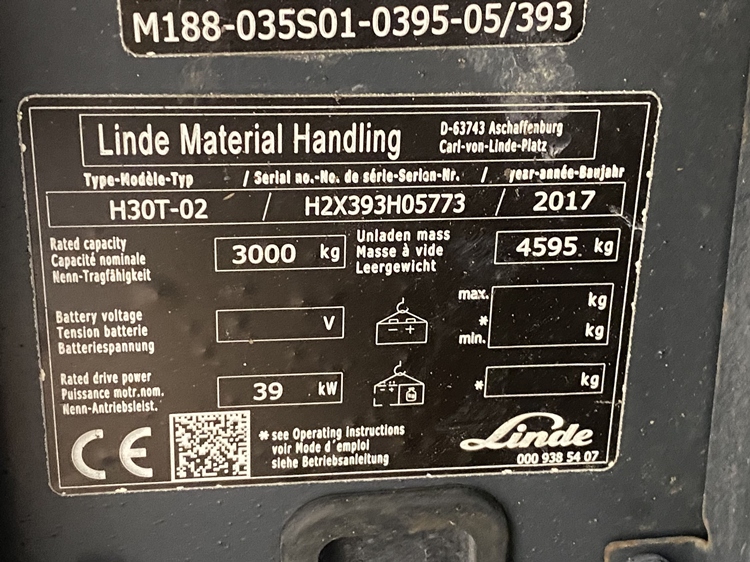 M188-035S01-0395-05/393
Linde Material Handling
D-63743 Aschaffenburg
Carl-von-Linde-Platz
Type-Modèle-Typ / Serial no.-No. de série-Serien-Nr. / year-année-Baujahr
H30T-02 / H2X393H05773 / 2017
Rated capacity
Capacité nominale
Nenn-Tragfähigkeit
3000 kg
Unladen mass
Masse à vide
Leergewicht
4595 kg
Battery voltage
Tension batterie
Batteriespannung
V
- +
max. kg
*
min. kg
Rated drive power
Puissance motr.nom.
Nenn-Antriebsleist.
39 kW
- +
* kg
CE
* see Operating instructions
voir Mode d'emploi
siehe Betriebsanleitung
Linde
000 938 54 07